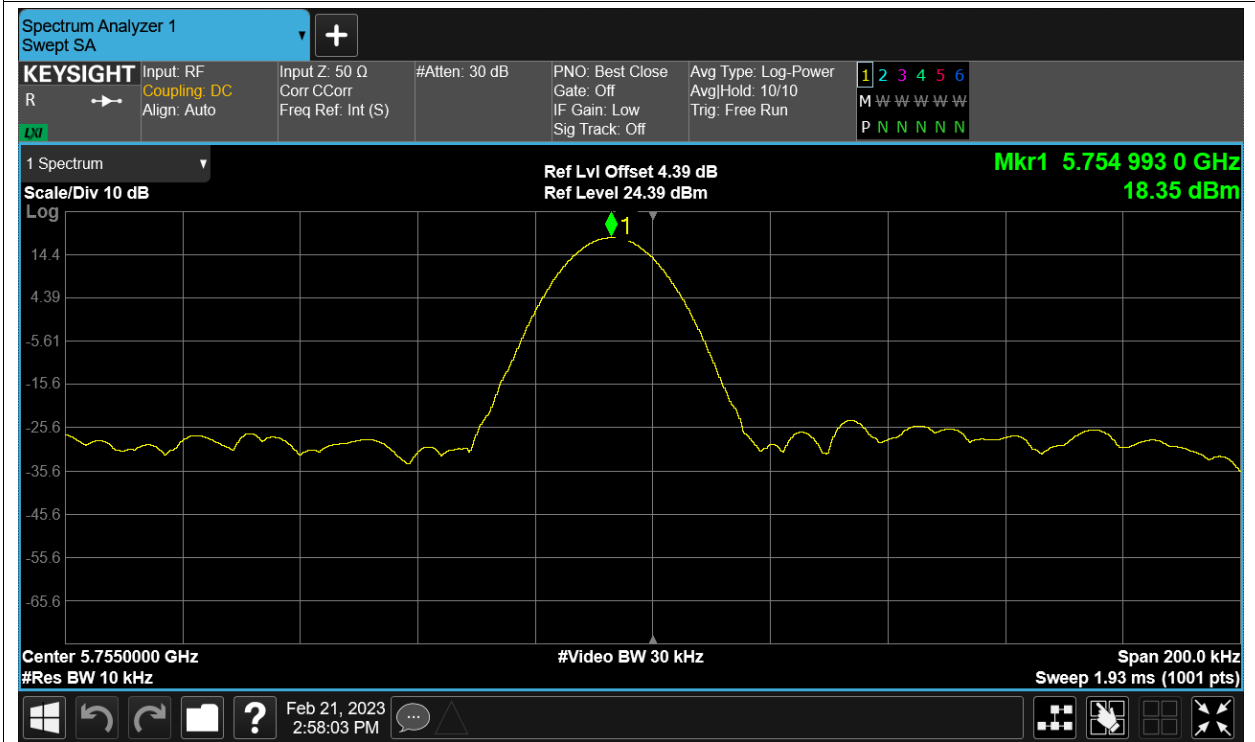 Spectrum Analyzer 1
Swept SA
KEYSIGHT
R
LXI
Input: RF
Coupling: DC
Align: Auto
Input Z: 50 Ω
Corr CCorr
Freq Ref: Int (S)
#Atten: 30 dB
PNO: Best Close
Gate: Off
IF Gain: Low
Sig Track: Off
Avg Type: Log-Power
Avg|Hold: 10/10
Trig: Free Run
1 2 3 4 5 6
M W W W W W
P N N N N N
1 Spectrum
Scale/Div 10 dB
Log
Ref Lvl Offset 4.39 dB
Ref Level 24.39 dBm
Mkr1 5.754 993 0 GHz
18.35 dBm
1
14.4
4.39
-5.61
-15.6
-25.6
-35.6
-45.6
-55.6
-65.6
Center 5.7550000 GHz
#Res BW 10 kHz
#Video BW 30 kHz
Span 200.0 kHz
Sweep 1.93 ms (1001 pts)
?
Feb 21, 2023
2:58:03 PM